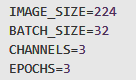 IMAGE_SIZE=224
BATCH_SIZE=32
CHANNELS=3
EPOCHS=3